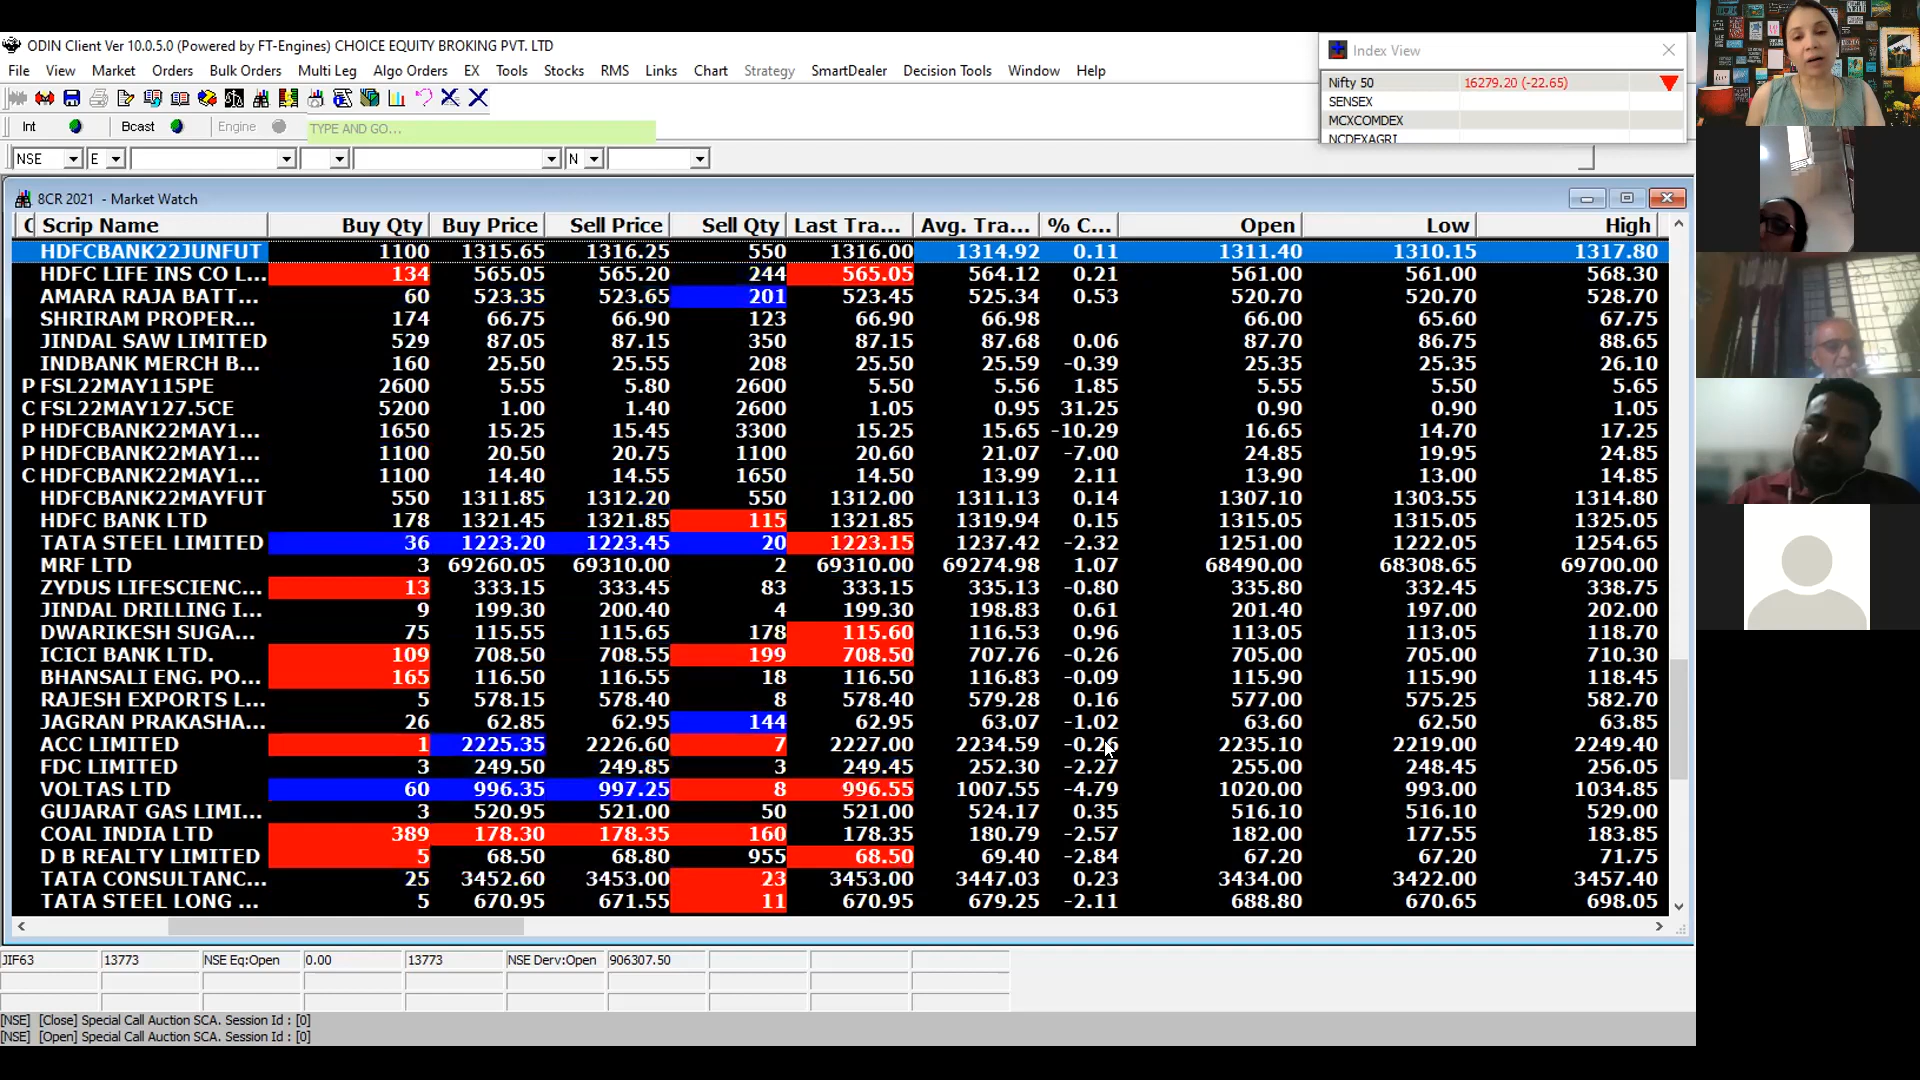 ODIN Client Ver 10.0.5.0 (Powered by FT-Engines) CHOICE EQUITY BROKING PVT. LTD
File View Market Orders Bulk Orders Multi Leg Algo Orders EX Tools Stocks RMS Links Chart Strategy SmartDealer Decision Tools Window Help
Index View
Nifty 50 16279.20 (-22.65)
SENSEX
MCXCOMDEX
NCDEXAGRI
Int Bcast Engine TYPE AND GO...
NSE E N
8CR 2021 - Market Watch
C Scrip Name Buy Qty Buy Price Sell Price Sell Qty Last Tra... Avg. Tra... % C... Open Low High
HDFCBANK22JUNFUT 1100 1315.65 1316.25 550 1316.00 1314.92 0.11 1311.40 1310.15 1317.80
HDFC LIFE INS CO L... 134 565.05 565.20 244 565.05 564.12 0.21 561.00 561.00 568.30
AMARA RAJA BATT... 60 523.35 523.65 201 523.45 525.34 0.53 520.70 520.70 528.70
SHRIRAM PROPER... 174 66.75 66.90 123 66.90 66.98 66.00 65.60 67.75
JINDAL SAW LIMITED 529 87.05 87.15 350 87.15 87.68 0.06 87.70 86.75 88.65
INDBANK MERCH B... 160 25.50 25.55 208 25.50 25.59 -0.39 25.35 25.35 26.10
P FSL22MAY115PE 2600 5.55 5.80 2600 5.50 5.56 1.85 5.55 5.50 5.65
C FSL22MAY127.5CE 5200 1.00 1.40 2600 1.05 0.95 31.25 0.90 0.90 1.05
P HDFCBANK22MAY1... 1650 15.25 15.45 3300 15.25 15.65 -10.29 16.65 14.70 17.25
P HDFCBANK22MAY1... 1100 20.50 20.75 1100 20.60 21.07 -7.00 24.85 19.95 24.85
C HDFCBANK22MAY1... 1100 14.40 14.55 1650 14.50 13.99 2.11 13.90 13.00 14.85
HDFCBANK22MAYFUT 550 1311.85 1312.20 550 1312.00 1311.13 0.14 1307.10 1303.55 1314.80
HDFC BANK LTD 178 1321.45 1321.85 115 1321.85 1319.94 0.15 1315.05 1315.05 1325.05
TATA STEEL LIMITED 36 1223.20 1223.45 20 1223.15 1237.42 -2.32 1251.00 1222.05 1254.65
MRF LTD 3 69260.05 69310.00 2 69310.00 69274.98 1.07 68490.00 68308.65 69700.00
ZYDUS LIFESCIENC... 13 333.15 333.45 83 333.15 335.13 -0.80 335.80 332.45 338.75
JINDAL DRILLING I... 9 199.30 200.40 4 199.30 198.83 0.61 201.40 197.00 202.00
DWARIKESH SUGA... 75 115.55 115.65 178 115.60 116.53 0.96 113.05 113.05 118.70
ICICI BANK LTD. 109 708.50 708.55 199 708.50 707.76 -0.26 705.00 705.00 710.30
BHANSALI ENG. PO... 165 116.50 116.55 18 116.50 116.83 -0.09 115.90 115.90 118.45
RAJESH EXPORTS L... 5 578.15 578.40 8 578.40 579.28 0.16 577.00 575.25 582.70
JAGRAN PRAKASHA... 26 62.85 62.95 144 62.95 63.07 -1.02 63.60 62.50 63.85
ACC LIMITED 1 2225.35 2226.60 7 2227.00 2234.59 -0.26 2235.10 2219.00 2249.40
FDC LIMITED 3 249.50 249.85 3 249.45 252.30 -2.27 255.00 248.45 256.05
VOLTAS LTD 60 996.35 997.25 8 996.55 1007.55 -4.79 1020.00 993.00 1034.85
GUJARAT GAS LIMI... 3 520.95 521.00 50 521.00 524.17 0.35 516.10 516.10 529.00
COAL INDIA LTD 389 178.30 178.35 160 178.35 180.79 -2.57 182.00 177.55 183.85
D B REALTY LIMITED 5 68.50 68.80 955 68.50 69.40 -2.84 67.20 67.20 71.75
TATA CONSULTANC... 25 3452.60 3453.00 23 3453.00 3447.03 0.23 3434.00 3422.00 3457.40
TATA STEEL LONG ... 5 670.95 671.55 11 670.95 679.25 -2.11 688.80 670.65 698.05
JIF63 13773 NSE Eq:Open 0.00 13773 NSE Derv:Open 906307.50
[NSE] [Close] Special Call Auction SCA. Session Id : [0]
[NSE] [Open] Special Call Auction SCA. Session Id : [0]